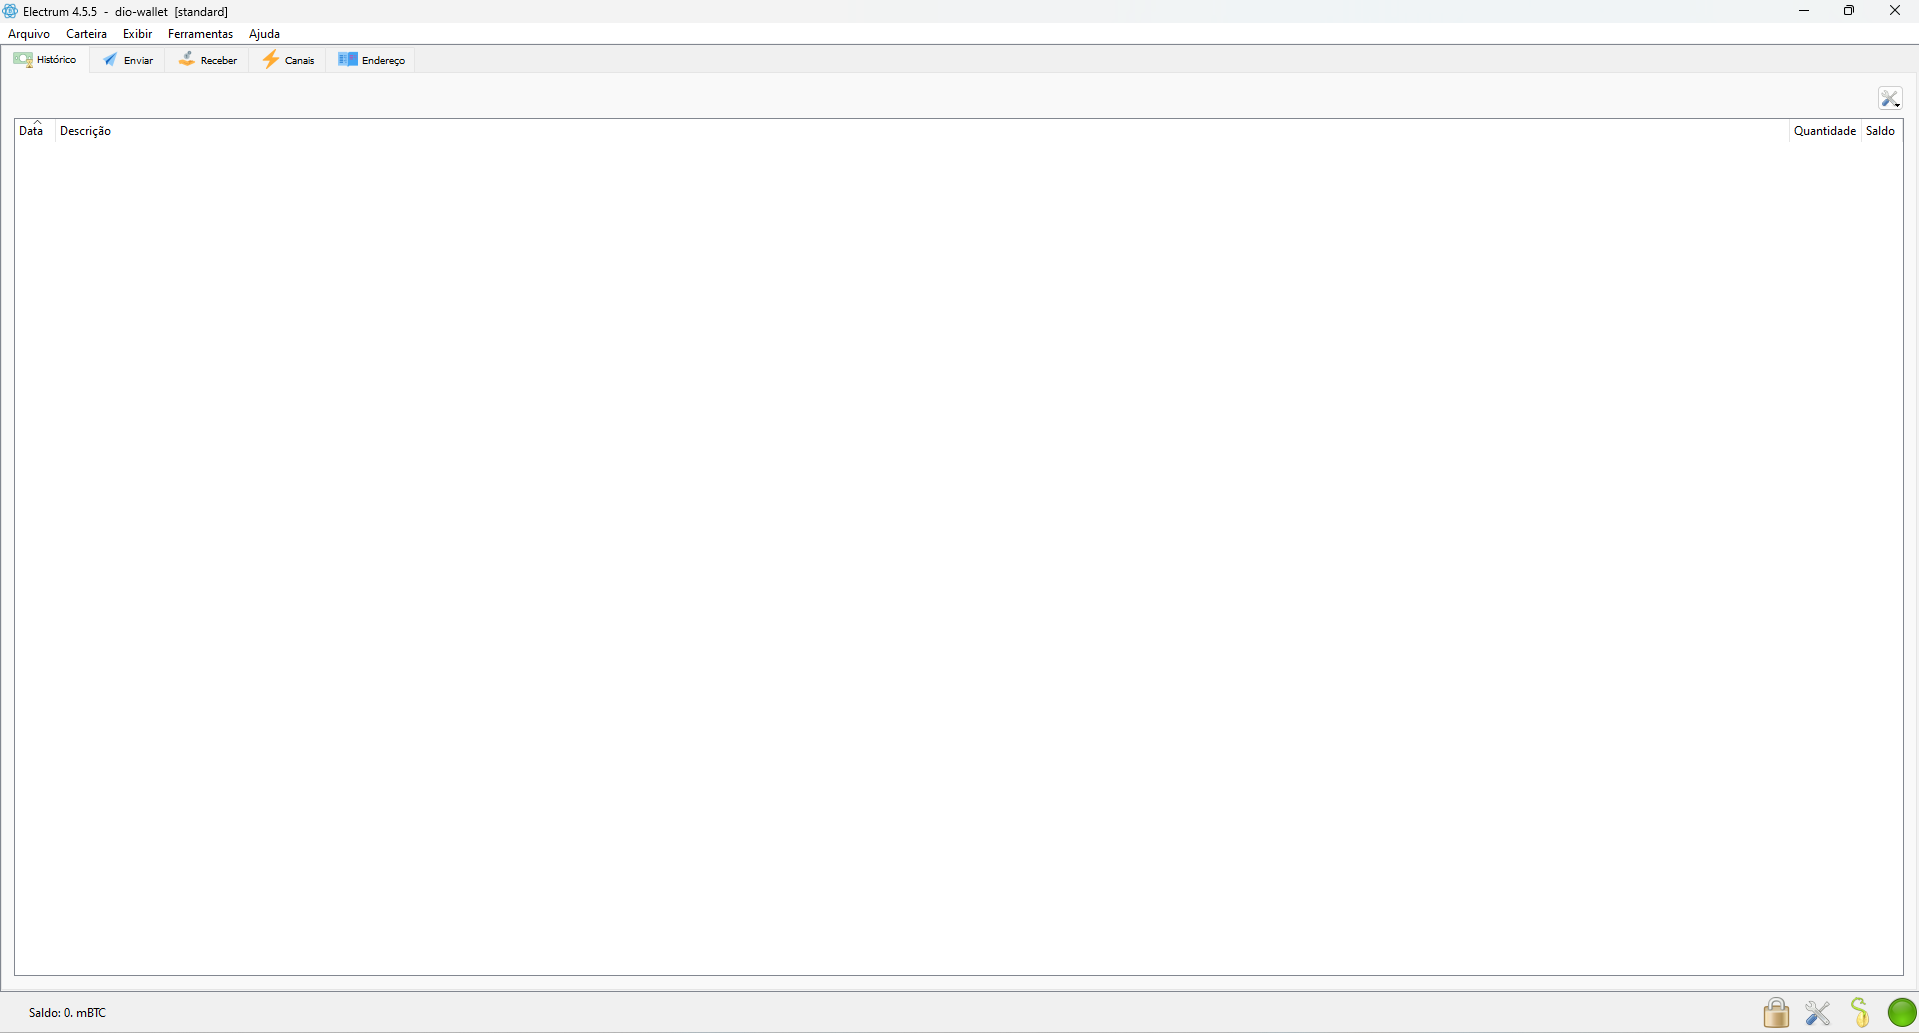 Electrum 4.5.5 - dio-wallet [standard]
Arquivo Carteira Exibir Ferramentas Ajuda
Histórico Enviar Receber Canais Endereço
Data Descrição Quantidade Saldo
Saldo: 0. mBTC